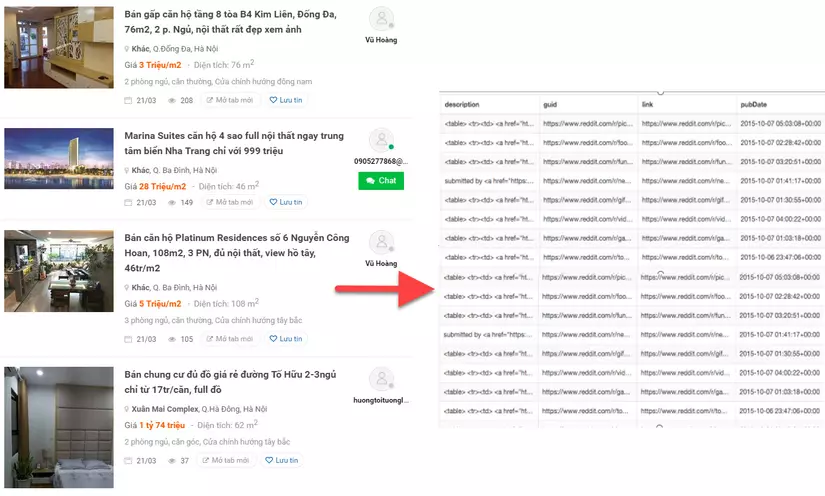 Bán gấp căn hộ tầng 8 tòa B4 Kim Liên, Đống Đa,
76m2, 2 p. Ngủ, nội thất rất đẹp xem ảnh
Khác, Q.Đống Đa, Hà Nội
Giá 3 Triệu/m2 - Diện tích: 76 m2
2 phòng ngủ, căn thường, Cửa chính hướng đông nam
21/03 208 Mở tab mới Lưu tin
Vũ Hoàng
Marina Suites căn hộ 4 sao full nội thất ngay trung
tâm biển Nha Trang chỉ với 999 triệu
Khác, Q. Ba Đình, Hà Nội
Giá 28 Triệu/m2 - Diện tích: 46 m2
21/03 149 Mở tab mới Lưu tin
0905277868@...
Chat
Bán căn hộ Platinum Residences số 6 Nguyễn Công
Hoan, 108m2, 3 PN, đủ nội thất, view hồ tây,
46tr/m2
Khác, Q. Ba Đình, Hà Nội
Giá 5 Triệu/m2 - Diện tích: 108 m2
3 phòng ngủ, căn thường, Cửa chính hướng tây bắc
21/03 105 Mở tab mới Lưu tin
Vũ Hoàng
Bán chung cư đủ đồ giá rẻ đường Tố Hữu 2-3ngủ
chỉ từ 17tr/căn, full đồ
Xuân Mai Complex, Q.Hà Đông, Hà Nội
Giá 1 tỷ 74 triệu - Diện tích: 62 m2
2 phòng ngủ, căn góc, Cửa chính hướng tây bắc
21/03 37 Mở tab mới Lưu tin
huongtoituongl...
description guid link pubDate
<table> <tr><td> <a href="ht... https://www.reddit.com/r/pic... https://www.reddit.com/r/pic... 2015-10-07 05:03:08+00:00
<table> <tr><td> <a href="ht... https://www.reddit.com/r/foo... https://www.reddit.com/r/foo... 2015-10-07 02:28:42+00:00
<table> <tr><td> <a href="ht... https://www.reddit.com/r/fun... https://www.reddit.com/r/fun... 2015-10-07 03:20:51+00:00
submitted by <a href="https:... https://www.reddit.com/r/ne... https://www.reddit.com/r/ne... 2015-10-07 01:41:17+00:00
<table> <tr><td> <a href="ht... https://www.reddit.com/r/gif... https://www.reddit.com/r/gif... 2015-10-07 01:30:55+00:00
<table> <tr><td> <a href="ht... https://www.reddit.com/r/vid... https://www.reddit.com/r/vid... 2015-10-07 04:00:22+00:00
<table> <tr><td> <a href="ht... https://www.reddit.com/r/ga... https://www.reddit.com/r/ga... 2015-10-07 01:03:18+00:00
<table> <tr><td> <a href="ht... https://www.reddit.com/r/to... https://www.reddit.com/r/to... 2015-10-06 23:47:06+00:00
<table> <tr><td> <a href="ht... https://www.reddit.com/r/pic... https://www.reddit.com/r/pic... 2015-10-07 05:03:08+00:00
<table> <tr><td> <a href="ht... https://www.reddit.com/r/foo... https://www.reddit.com/r/foo... 2015-10-07 02:28:42+00:00
<table> <tr><td> <a href="ht... https://www.reddit.com/r/fun... https://www.reddit.com/r/fun... 2015-10-07 03:20:51+00:00
submitted by <a href="https:... https://www.reddit.com/r/ne... https://www.reddit.com/r/ne... 2015-10-07 01:41:17+00:00
<table> <tr><td> <a href="ht... https://www.reddit.com/r/gif... https://www.reddit.com/r/gif... 2015-10-07 01:30:55+00:00
<table> <tr><td> <a href="ht... https://www.reddit.com/r/vid... https://www.reddit.com/r/vid... 2015-10-07 04:00:22+00:00
<table> <tr><td> <a href="ht... https://www.reddit.com/r/ga... https://www.reddit.com/r/ga... 2015-10-07 01:03:18+00:00
<table> <tr><td> <a href="ht... https://www.reddit.com/r/to... https://www.reddit.com/r/to... 2015-10-06 23:47:06+00:00